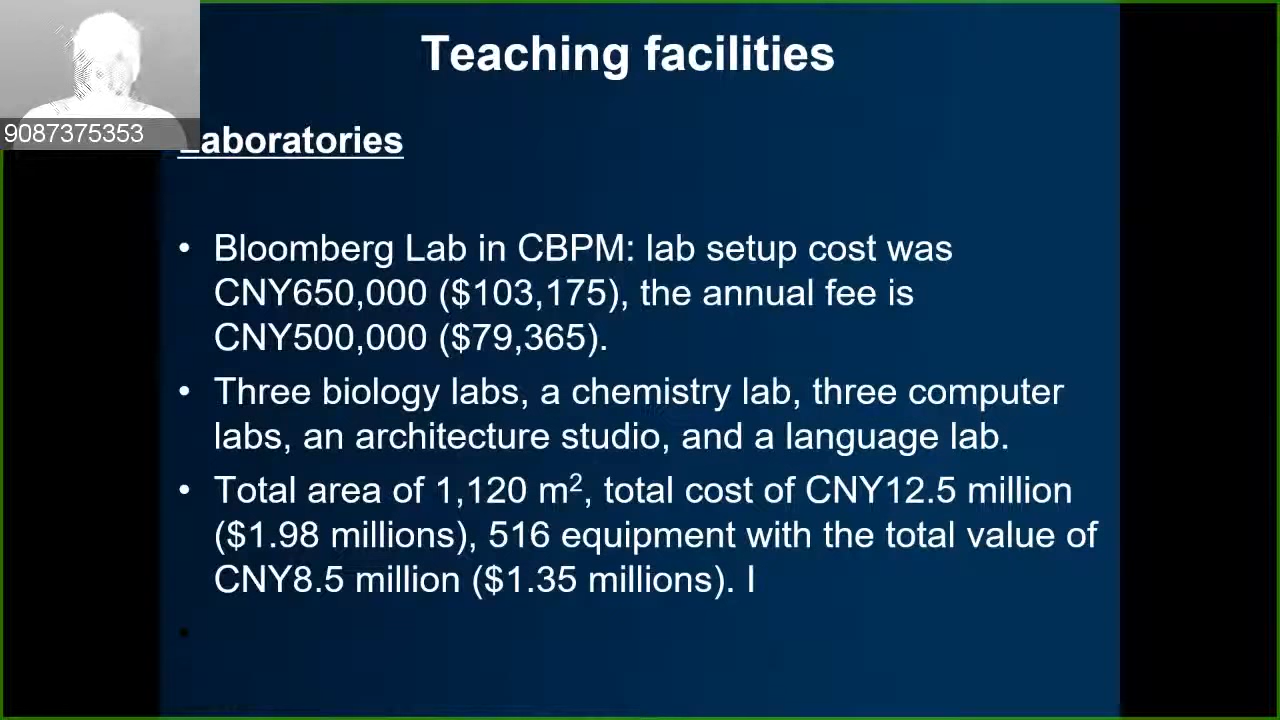 Teaching facilities
9087375353
Laboratories
• Bloomberg Lab in CBPM: lab setup cost was
CNY650,000 ($103,175), the annual fee is
CNY500,000 ($79,365).
• Three biology labs, a chemistry lab, three computer
labs, an architecture studio, and a language lab.
• Total area of 1,120 m², total cost of CNY12.5 million
($1.98 millions), 516 equipment with the total value of
CNY8.5 million ($1.35 millions). I
•